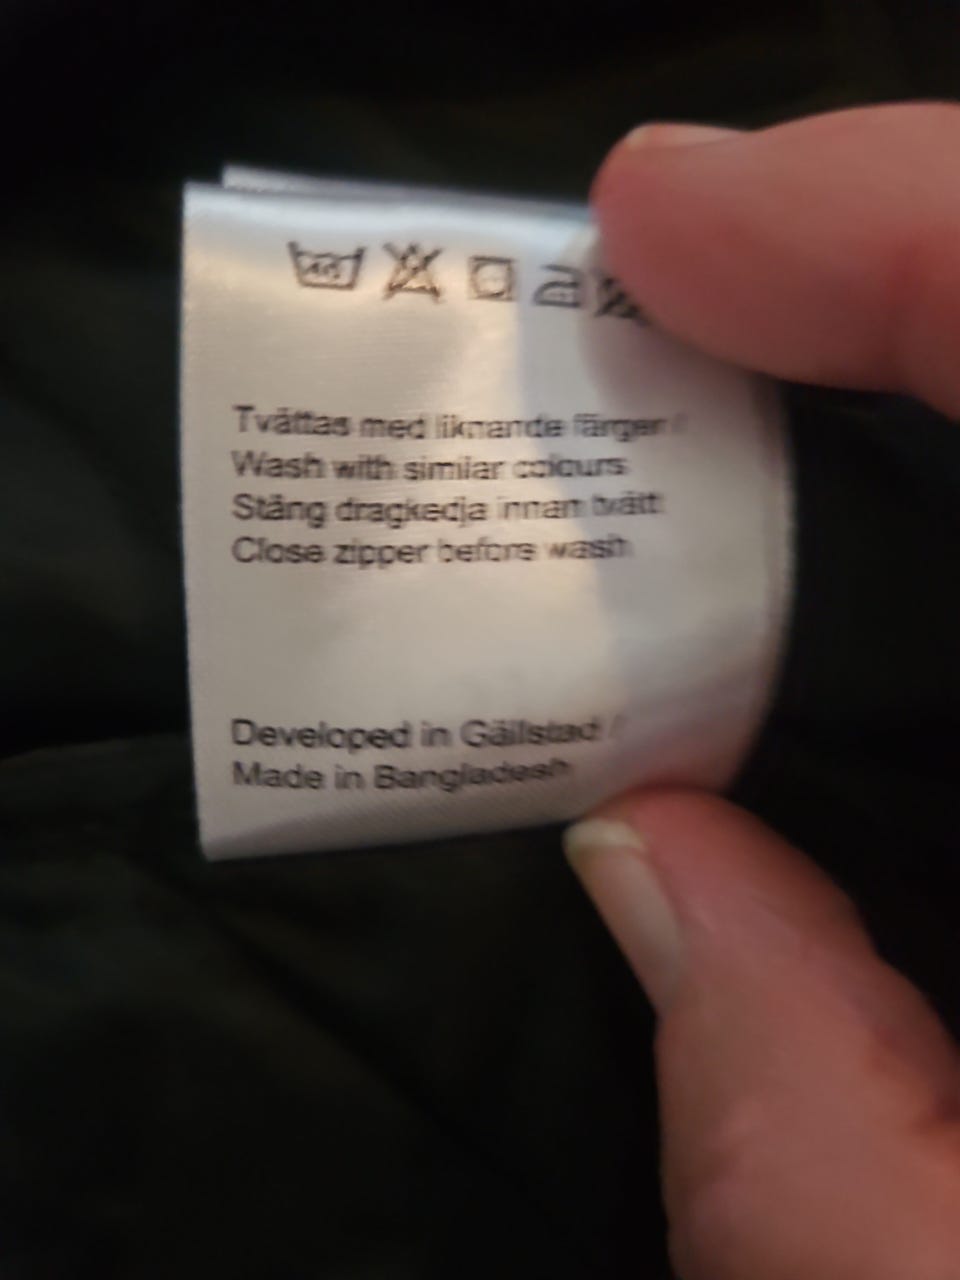 40
Tvättas med liknande färger /
Wash with similar colours
Stäng dragkedja innan tvätt
Close zipper before wash
Developed in Gällstad /
Made in Bangladesh